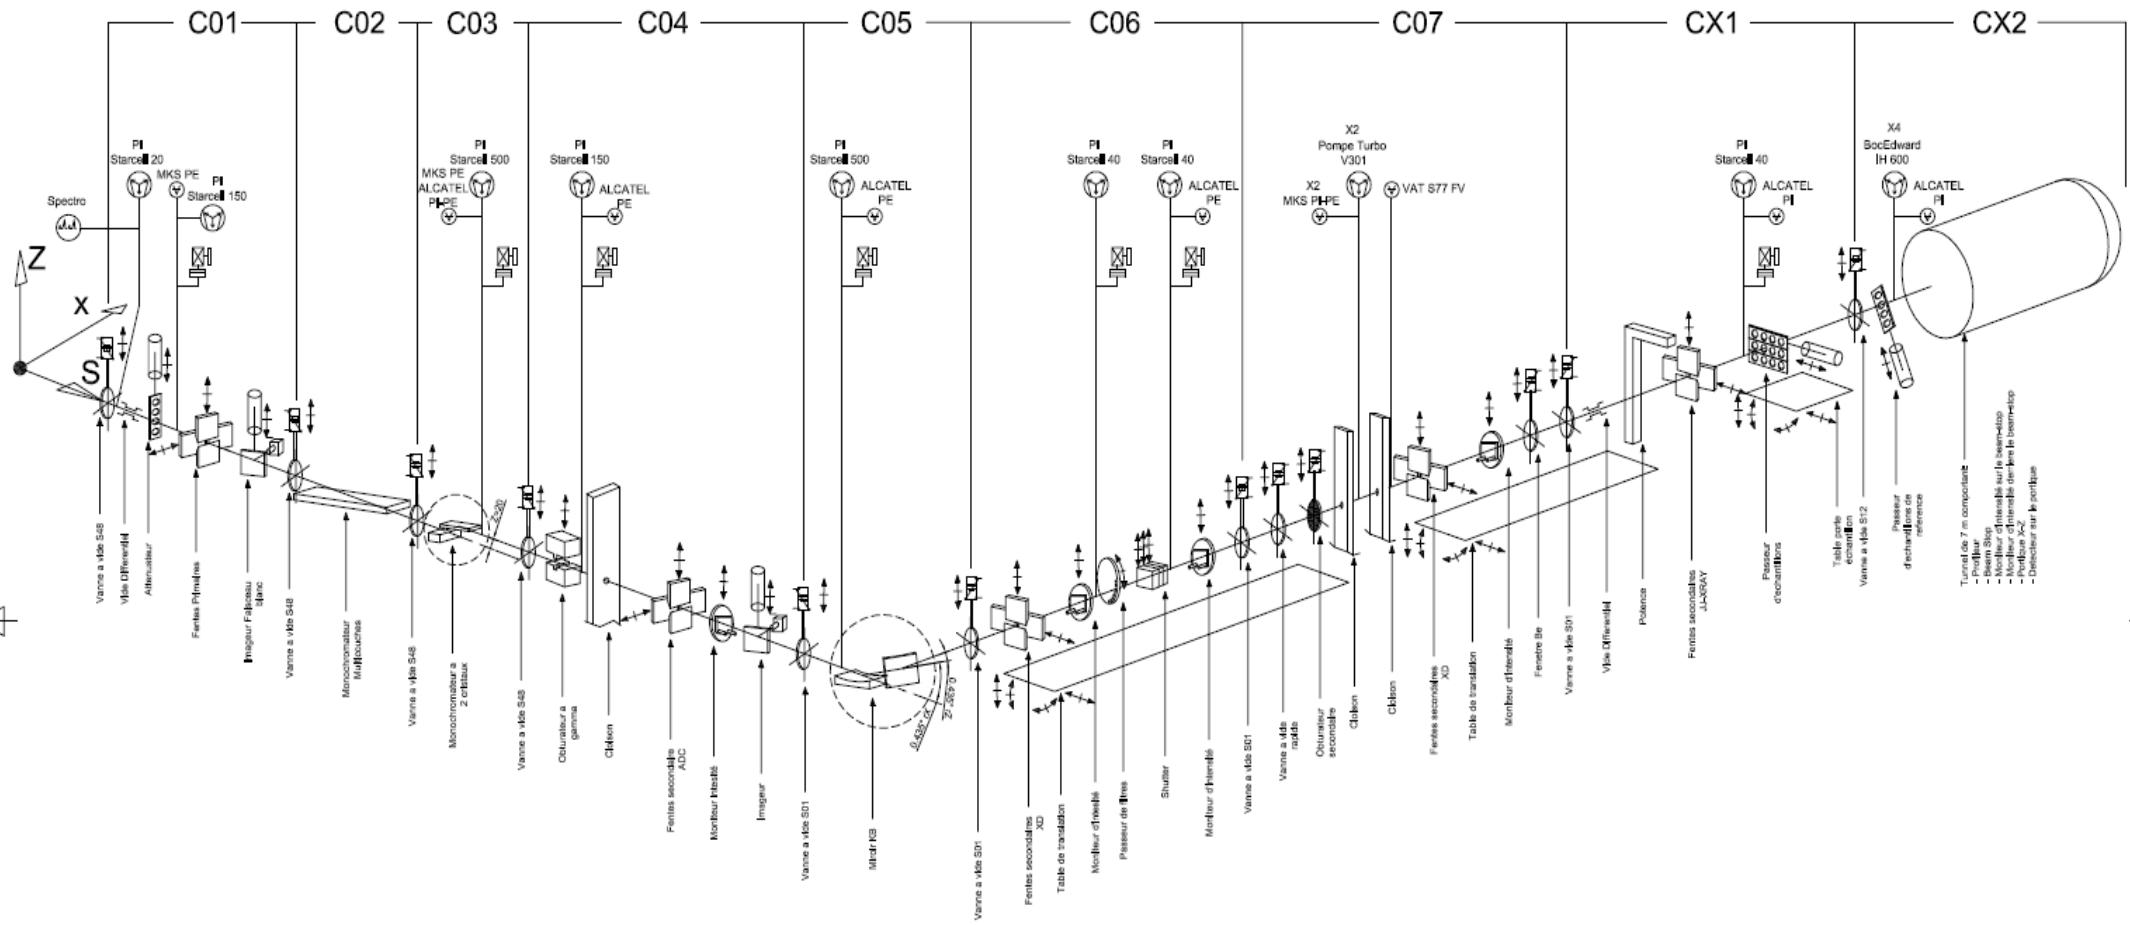 C01
C02
C03
C04
C05
C06
C07
CX1
CX2
Spectro
PI
Starcell 20
MKS PE
PI
Starcell 150
PI
Starcell 500
MKS PE
ALCATEL
PI-PE
PI
Starcell 150
ALCATEL
PE
PI
Starcell 500
ALCATEL
PE
PI
Starcell 40
PI
Starcell 40
ALCATEL
PE
X2
Pompe Turbo
V301
X2
MKS PI-PE
VAT S77 FV
PI
Starcell 40
ALCATEL
PI
X4
BocEdward
IH 600
ALCATEL
PI
Z
X
S
Z=20
Vanne a vide S48
Vide Differentiel
Attenuateur
Fentes Primaires
Imageur Faisceau
blanc
Vanne a vide S48
Monochromateur
Multicouches
Vanne a vide S48
Monochromateur a
2 cristaux
Vanne a vide S48
Obturateur a
gamma
Cloison
Fentes secondaire
ADC
Moniteur Intesité
Imageur
Vanne a vide S01
Miroir KB
Vanne a vide S01
Fentes secondaires
XD
Table de translation
Moniteur d'intesité
Passeur de filtres
Shutter
Moniteur d'intensité
Vanne a vide S01
Vanne a vide
rapide
Obturateur
secondaire
Cloison
Cloison
Fentes secondaires
XD
Table de translation
Moniteur d'intensité
Fenetre Be
Vanne a vide S01
Vide Differentiel
Potence
Fentes secondaires
JJ-XRAY
Passeur
d'echantillons
Table porte
échantillon
Vanne a vide S12
Passeur
d'echantillons de
reference
Tunnel de 7 m comportante
- Profileur
- Beam Stop
- Moniteur d'intensité sur le beam-stop
- Moniteur d'intensité derriere le beam-stop
- Portique X-Z
- Detecteur sur le portique